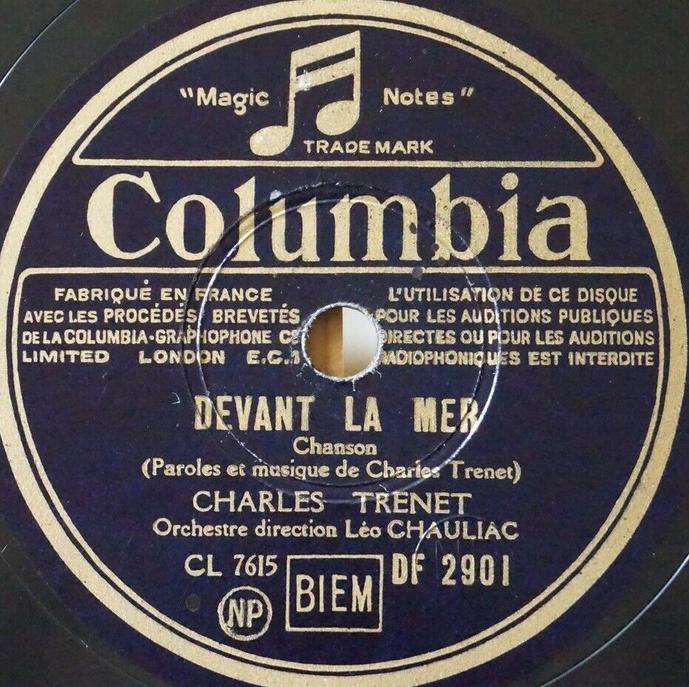 "Magic Notes"
TRADE MARK
Columbia
FABRIQUÉ EN FRANCE
AVEC LES PROCÉDÉS BREVETÉS
DE LA COLUMBIA-GRAPHOPHONE
LIMITED LONDON E.C.1
L'UTILISATION DE CE DISQUE
POUR LES AUDITIONS PUBLIQUES
DIRECTES OU POUR LES AUDITIONS
RADIOPHONIQUES EST INTERDITE
DEVANT LA MER
Chanson
(Paroles et musique de Charles Trenet)
CHARLES TRENET
Orchestre direction Léo CHAULIAC
CL 7615 BIEM DF 2901
NP